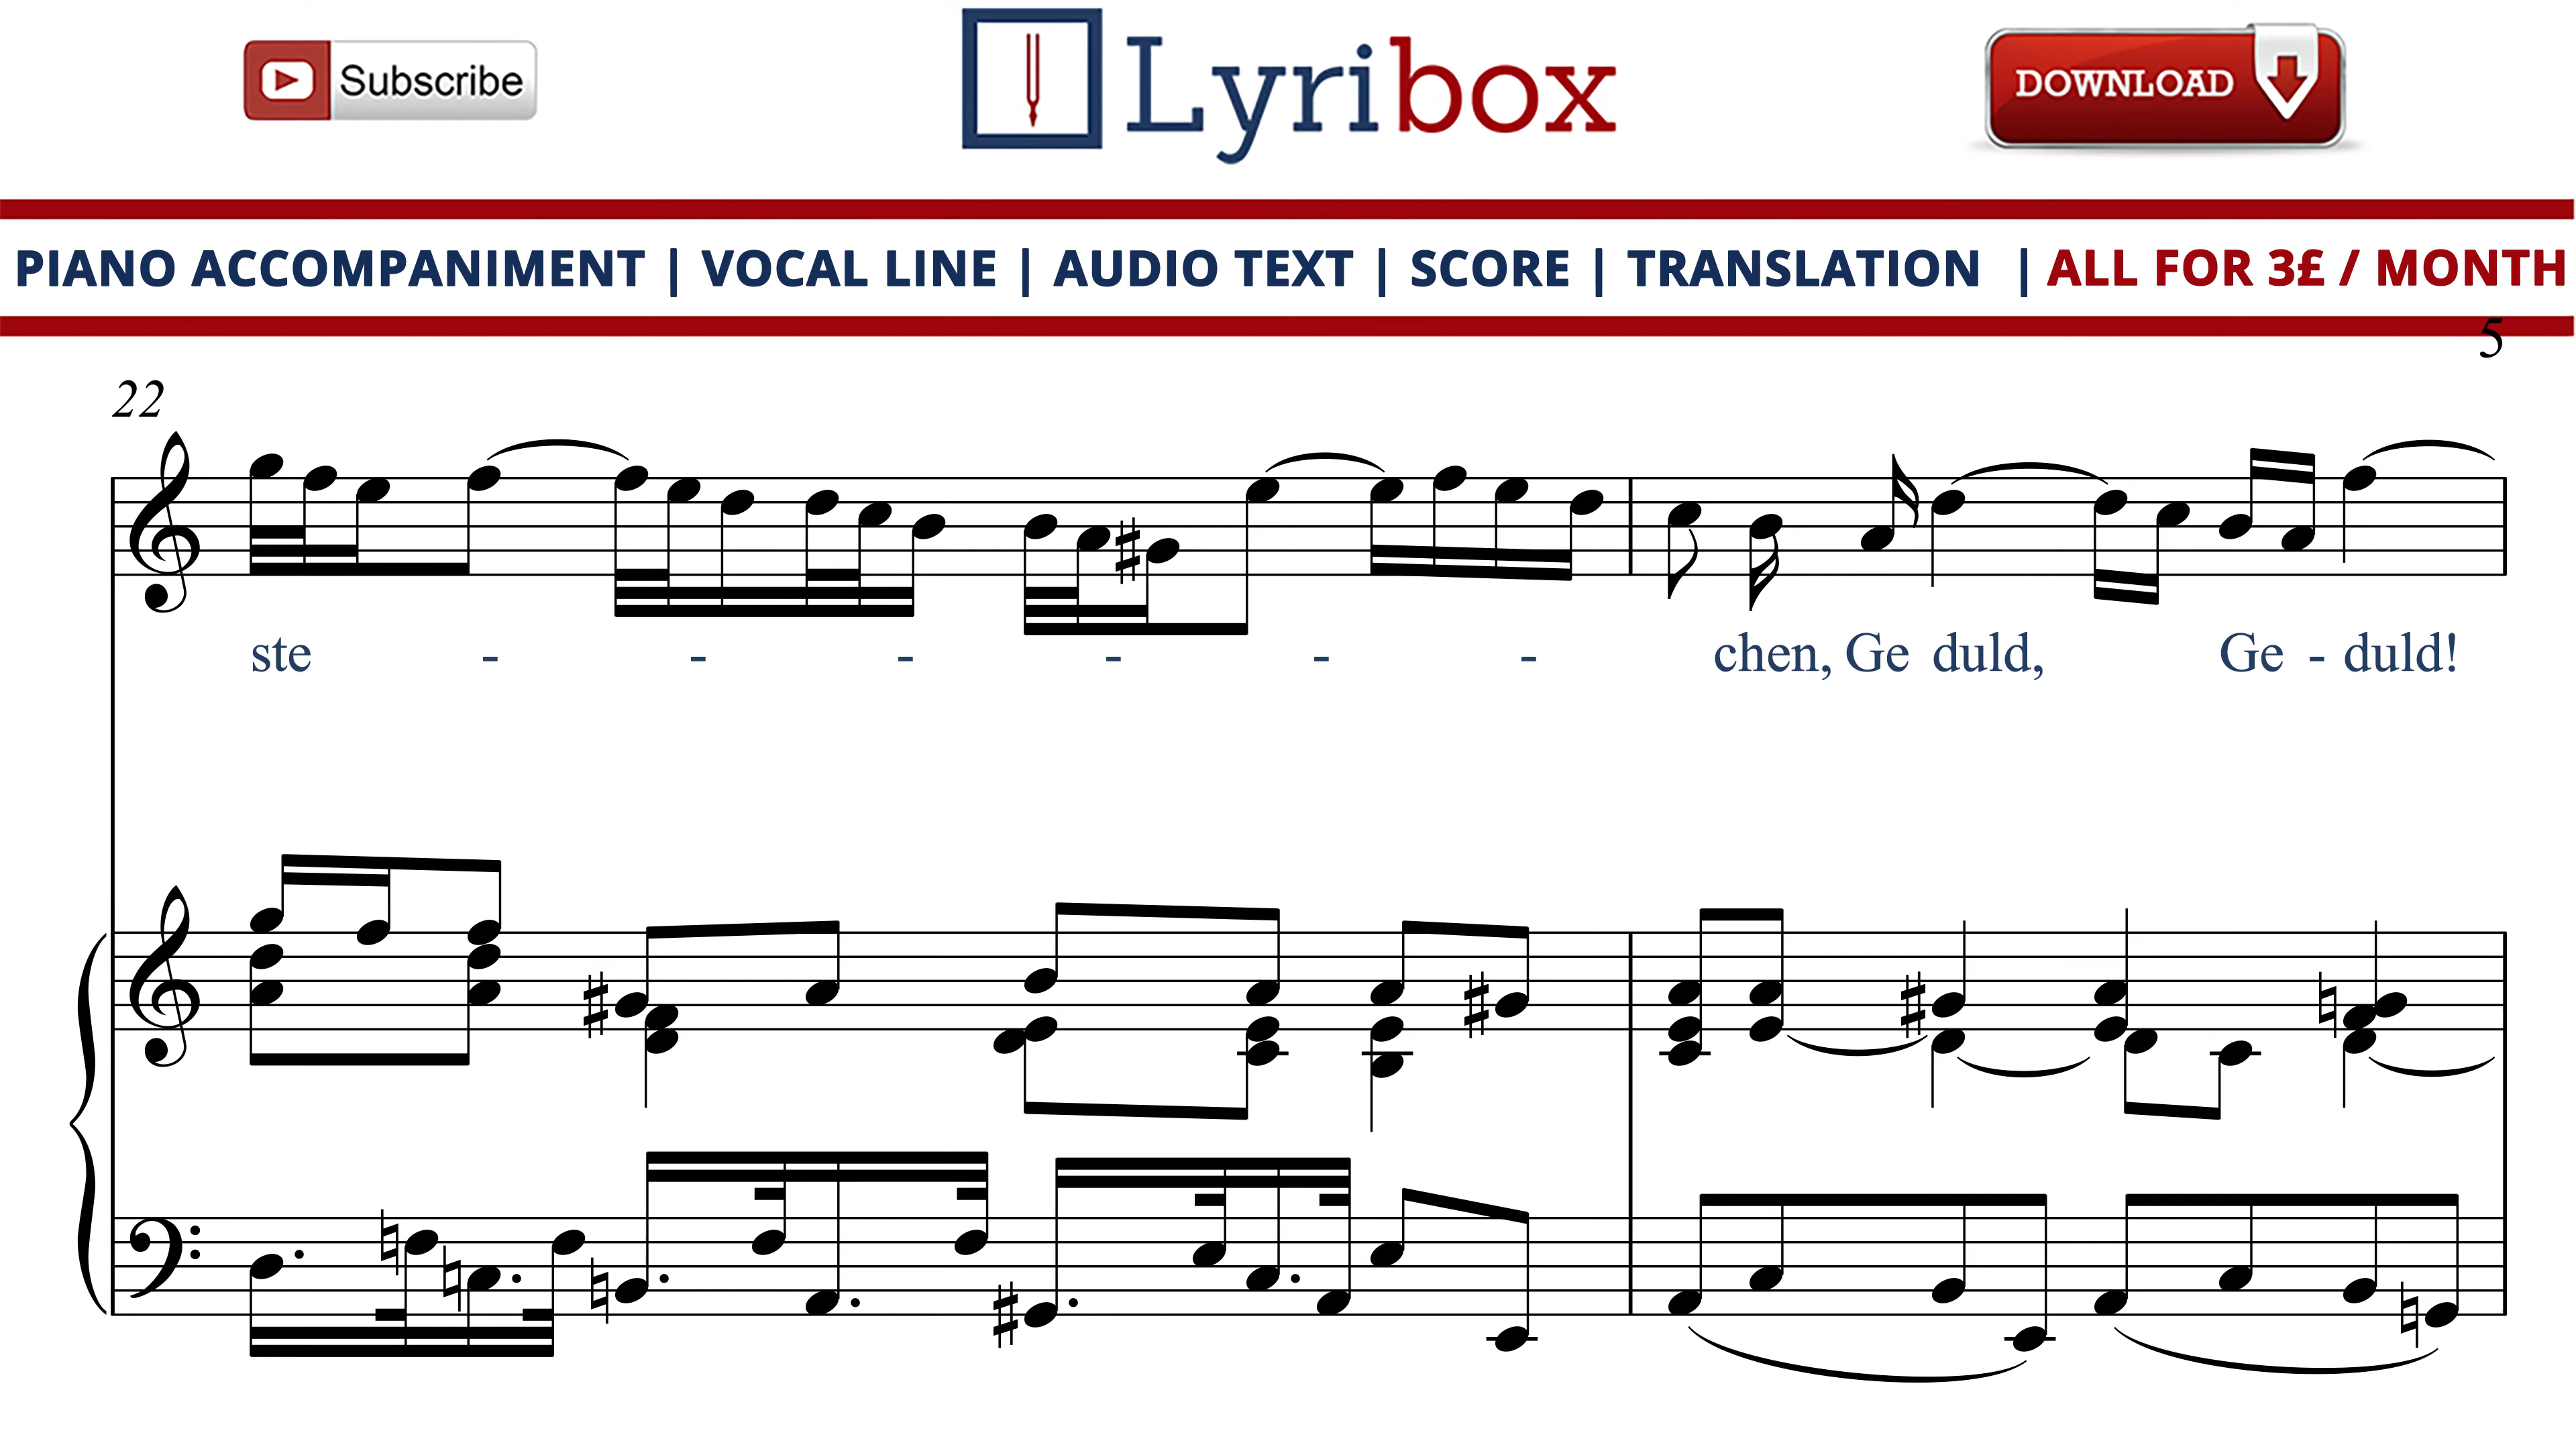 Subscribe Lyribox DOWNLOAD
PIANO ACCOMPANIMENT | VOCAL LINE | AUDIO TEXT | SCORE | TRANSLATION | ALL FOR 3£ / MONTH
5
22
ste - - - - - - chen, Ge duld, Ge - duld!